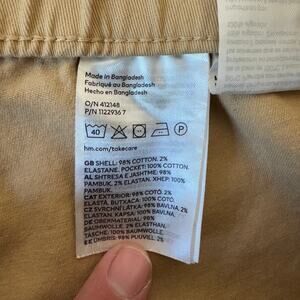 Made in Bangladesh
Fabriqué au Bangladesh
Hecho en Bangladesh
O/N 412148
P/N 11229367
40
P
hm.com/takecare
GB SHELL: 98% COTTON. 2%
ELASTANE. POCKET: 100% COTTON.
AL SHTRESA E JASHTME: 98%
PAMBUK, 2% ELASTAN. XHEP: 100%
PAMBUK.
CAT EXTERIOR: 98% COTÓ. 2%
ELASTÀ. BUTXACA: 100% COTÓ.
CZ SVRCHNÍ LÁTKA: 98% BAVLNA, 2%
ELASTAN. KAPSA: 100% BAVLNA
DE OBERMATERIAL: 98%
BAUMWOLLE. 2% ELASTHAN.
TASCHE: 100% BAUMWOLLE
EE ÜMBRIS: 98% PUUVILL, 2%